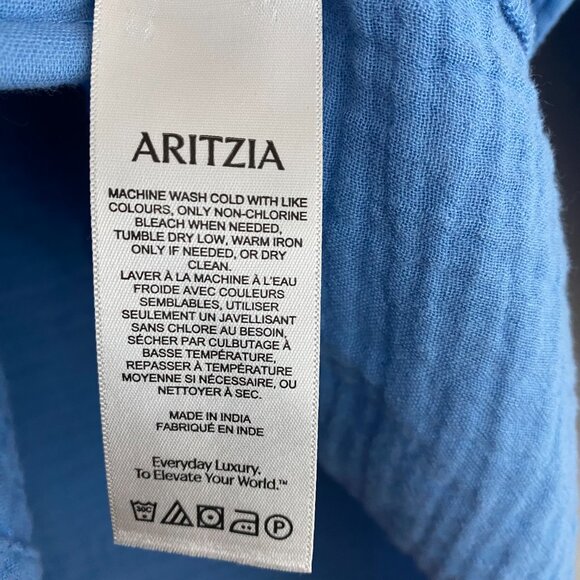 ARITZIA
MACHINE WASH COLD WITH LIKE
COLOURS, ONLY NON-CHLORINE
BLEACH WHEN NEEDED,
TUMBLE DRY LOW, WARM IRON
ONLY IF NEEDED, OR DRY
CLEAN.
LAVER À LA MACHINE À L'EAU
FROIDE AVEC COULEURS
SEMBLABLES, UTILISER
SEULEMENT UN JAVELLISANT
SANS CHLORE AU BESOIN,
SÉCHER PAR CULBUTAGE À
BASSE TEMPÉRATURE,
REPASSER À TEMPÉRATURE
MOYENNE SI NÉCESSAIRE, OU
NETTOYER À SEC.
MADE IN INDIA
FABRIQUÉ EN INDE
Everyday Luxury.
To Elevate Your World.™
P